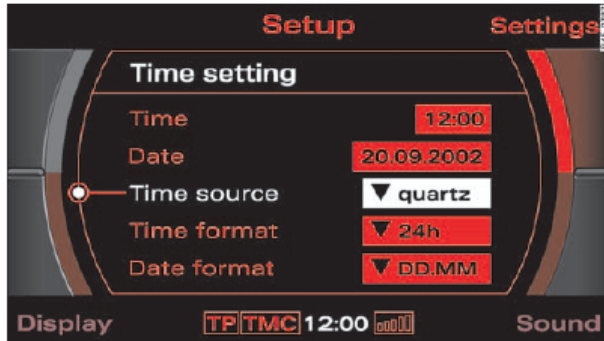 Setup
Settings
Time setting
Time 12:00
Date 20.09.2002
Time source ▼ quartz
Time format ▼ 24h
Date format ▼ DD.MM
Display TP TMC 12:00 Sound